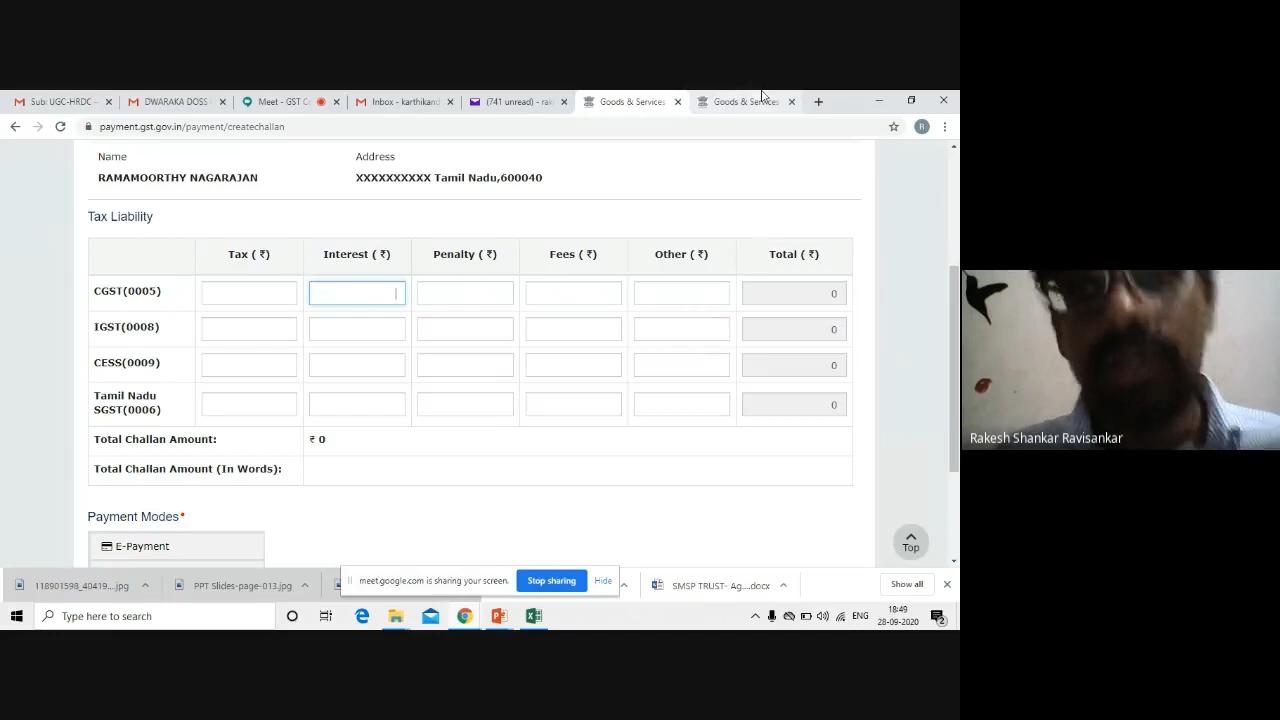 Sub: UGC-HRDC
DWARAKA DOSS
Meet - GST C
Inbox - karthikand
(741 unread) - rak
Goods & Services
Goods & Services
payment.gst.gov.in/payment/createchallan
R
Name Address
RAMAMOORTHY NAGARAJAN XXXXXXXXXX Tamil Nadu,600040
Tax Liability
Tax ( ₹) Interest ( ₹) Penalty ( ₹) Fees ( ₹) Other ( ₹) Total ( ₹)
CGST(0005) 0
IGST(0008) 0
CESS(0009) 0
Tamil Nadu
SGST(0006) 0
Total Challan Amount: ₹ 0
Total Challan Amount (In Words):
Payment Modes•
E-Payment
Top
Rakesh Shankar Ravisankar
118901598_40419...jpg
PPT Slides-page-013.jpg
meet.google.com is sharing your screen. Stop sharing Hide
SMSP TRUST- Ag....docx
Show all
Type here to search
ENG
18:49
28-09-2020
2